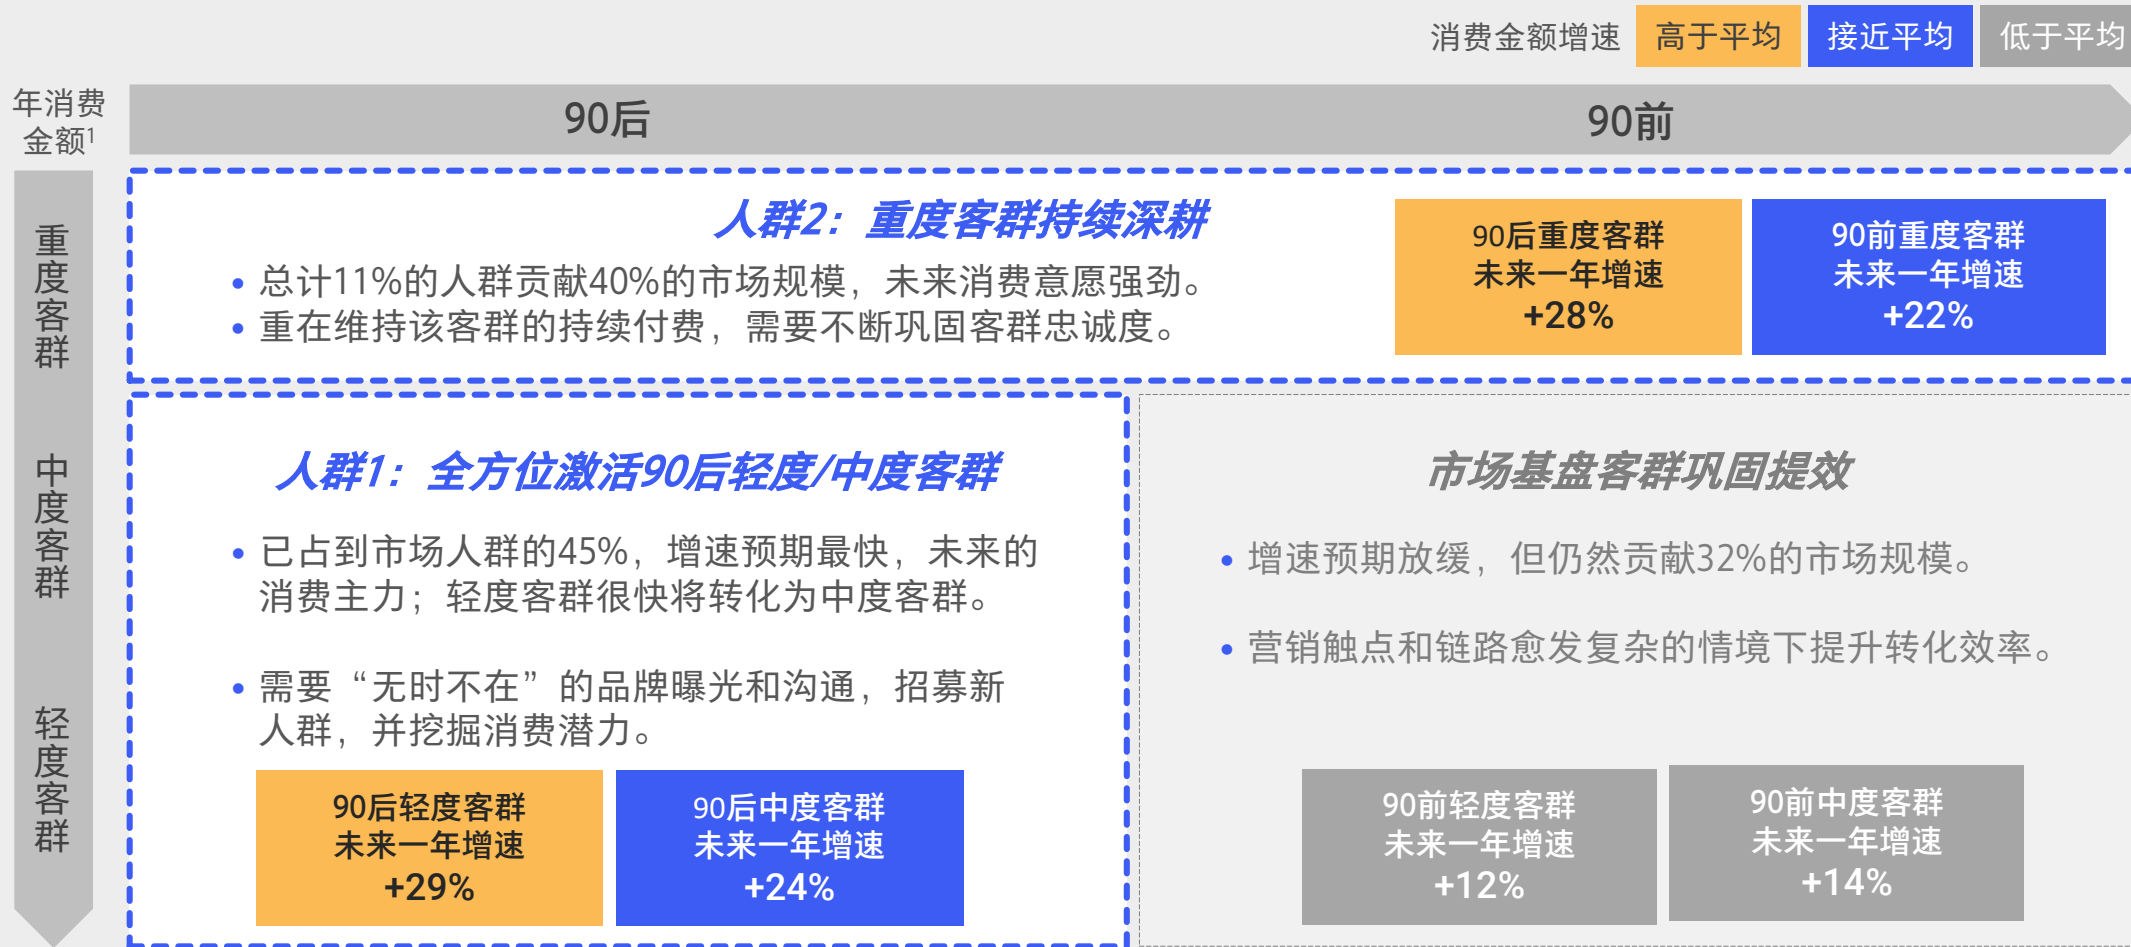 消费金额增速
高于平均
接近平均
低于平均
年消费
金额¹
90后
90前
重度客群
人群2：重度客群持续深耕
• 总计11%的人群贡献40%的市场规模，未来消费意愿强劲。
• 重在维持该客群的持续付费，需要不断巩固客群忠诚度。
90后重度客群
未来一年增速
+28%
90前重度客群
未来一年增速
+22%
中度客群
轻度客群
人群1：全方位激活90后轻度/中度客群
• 已占到市场人群的45%，增速预期最快，未来的
消费主力；轻度客群很快将转化为中度客群。
• 需要“无时不在”的品牌曝光和沟通，招募新
人群，并挖掘消费潜力。
90后轻度客群
未来一年增速
+29%
90后中度客群
未来一年增速
+24%
市场基盘客群巩固提效
• 增速预期放缓，但仍然贡献32%的市场规模。
• 营销触点和链路愈发复杂的情境下提升转化效率。
90前轻度客群
未来一年增速
+12%
90前中度客群
未来一年增速
+14%